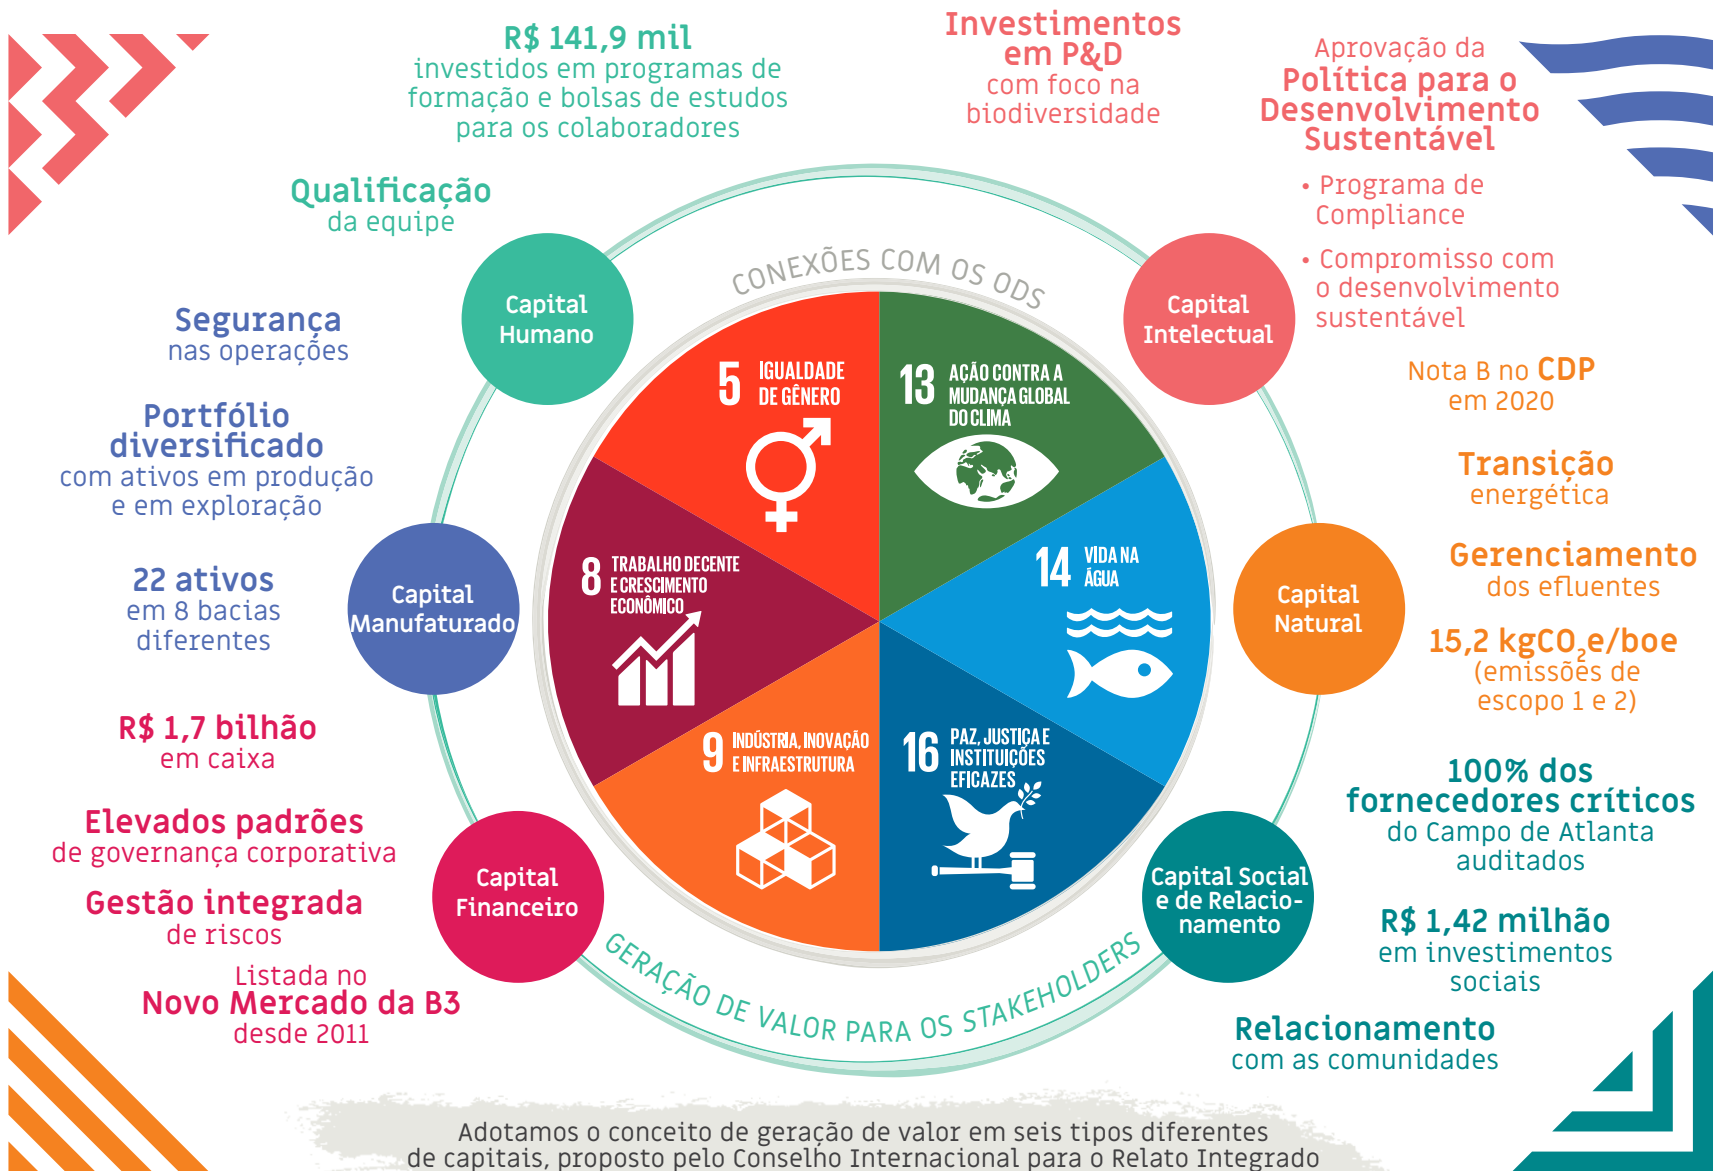 R$ 141,9 mil
investidos em programas de
formação e bolsas de estudos
para os colaboradores
Qualificação
da equipe
Capital
Humano
Investimentos
em P&D
com foco na
biodiversidade
Aprovação da
Política para o
Desenvolvimento
Sustentável
• Programa de
Compliance
• Compromisso com
o desenvolvimento
sustentável
Capital
Intelectual
Segurança
nas operações
Portfólio
diversificado
com ativos em produção
e em exploração
22 ativos
em 8 bacias
diferentes
Capital
Manufaturado
Nota B no CDP
em 2020
Transição
energética
Gerenciamento
dos efluentes
15,2 kgCO₂e/boe
(emissões de
escopo 1 e 2)
Capital
Natural
R$ 1,7 bilhão
em caixa
Elevados padrões
de governança corporativa
Gestão integrada
de riscos
Listada no
Novo Mercado da B3
desde 2011
Capital
Financeiro
100% dos
fornecedores críticos
do Campo de Atlanta
auditados
R$ 1,42 milhão
em investimentos
sociais
Relacionamento
com as comunidades
Capital Social
e de Relacio-
namento
CONEXÕES COM OS ODS
5 IGUALDADE
DE GÊNERO
13 AÇÃO CONTRA A
MUDANÇA GLOBAL
DO CLIMA
8 TRABALHO DECENTE
E CRESCIMENTO
ECONÔMICO
14 VIDA NA
ÁGUA
9 INDÚSTRIA, INOVAÇÃO
E INFRAESTRUTURA
16 PAZ, JUSTIÇA E
INSTITUIÇÕES
EFICAZES
GERAÇÃO DE VALOR PARA OS STAKEHOLDERS
Adotamos o conceito de geração de valor em seis tipos diferentes
de capitais, proposto pelo Conselho Internacional para o Relato Integrado